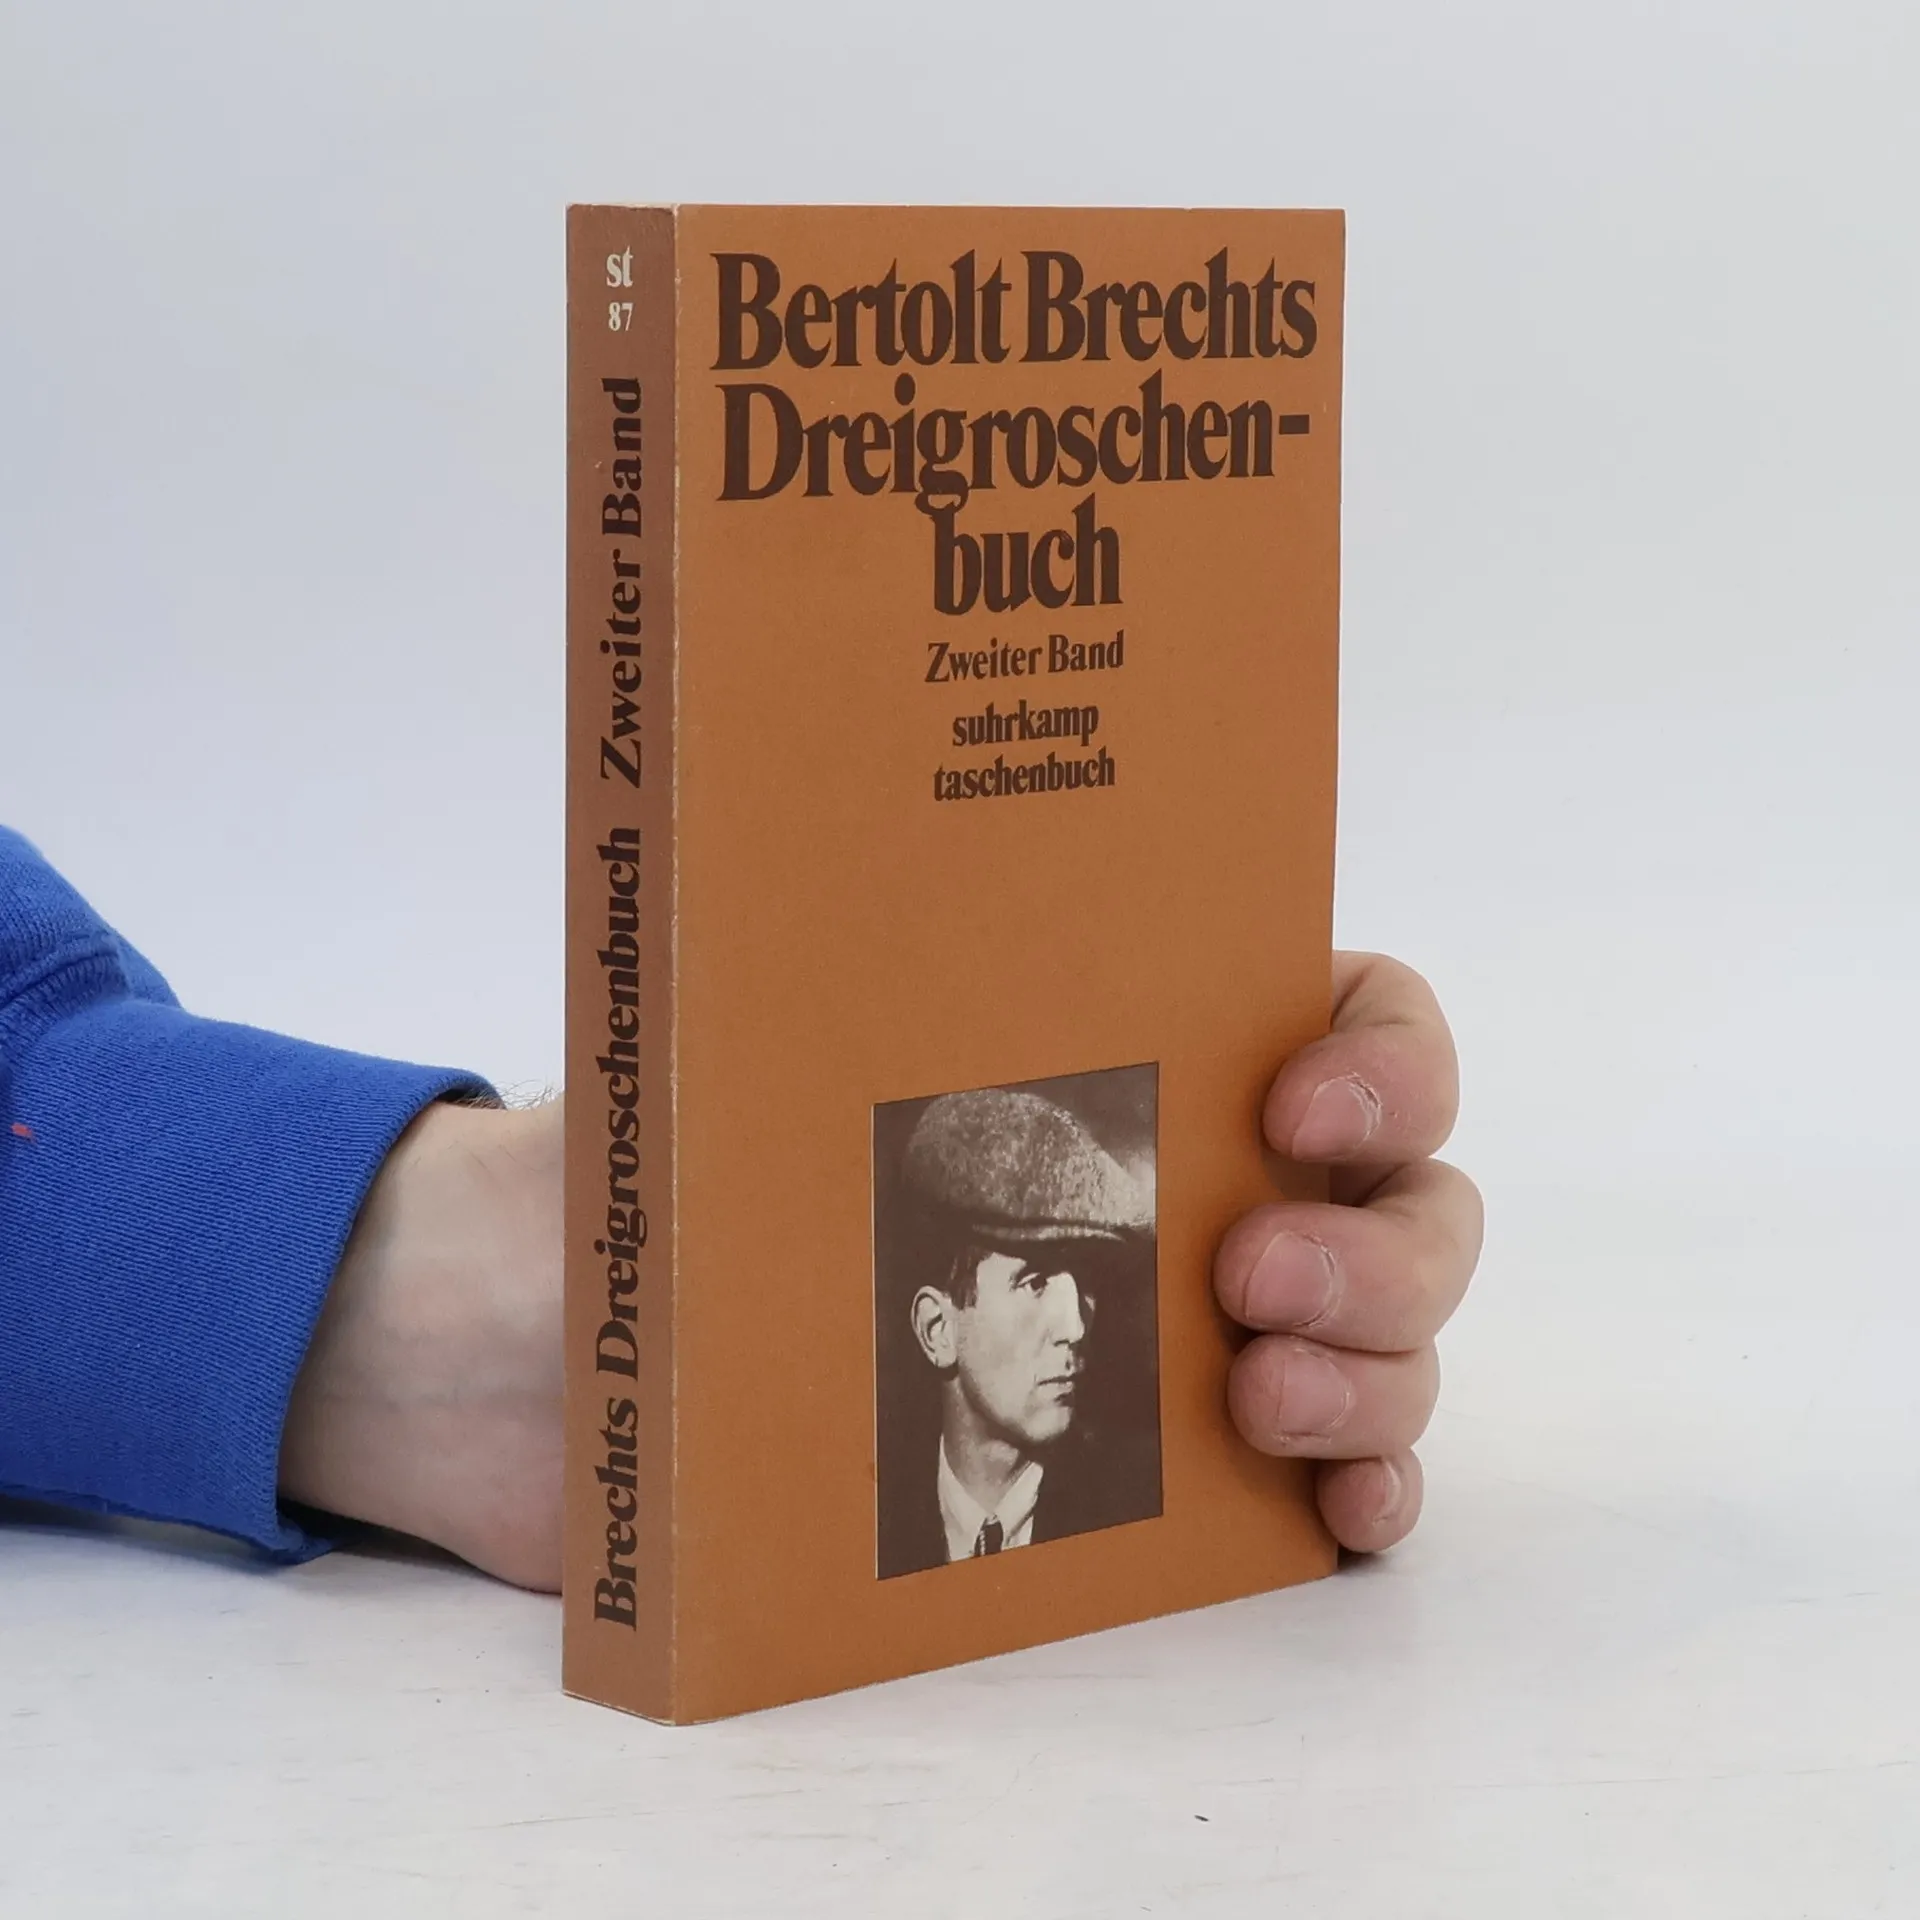 st
87
Brechts Dreigroschenbuch Zweiter Band
Bertolt Brechts
Dreigroschen-
buch
Zweiter Band
suhrkamp
taschenbuch